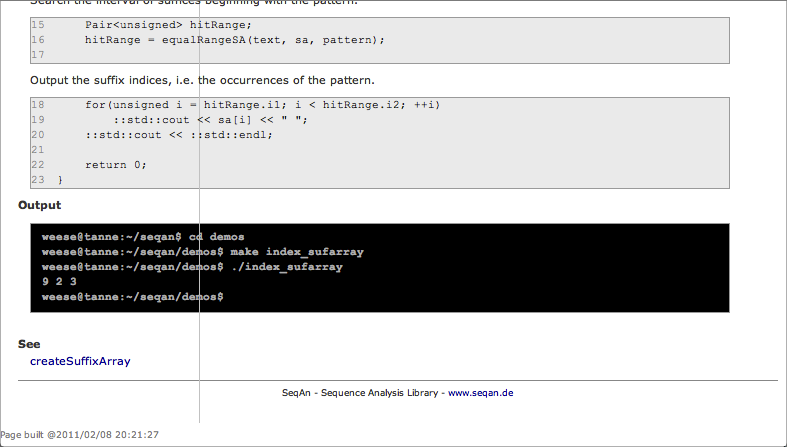 Search the interval of suffices beginning with the pattern.
15 Pair<unsigned> hitRange;
16 hitRange = equalRangeSA(text, sa, pattern);
17
Output the suffix indices, i.e. the occurrences of the pattern.
18 for(unsigned i = hitRange.i1; i < hitRange.i2; ++i)
19 ::std::cout << sa[i] << " ";
20 ::std::cout << ::std::endl;
21
22 return 0;
23 }
Output
weese@tanne:~/seqan$ cd demos
weese@tanne:~/seqan/demos$ make index_sufarray
weese@tanne:~/seqan/demos$ ./index_sufarray
9 2 3
weese@tanne:~/seqan/demos$
See
createSuffixArray
SeqAn - Sequence Analysis Library - www.seqan.de
Page built @2011/02/08 20:21:27